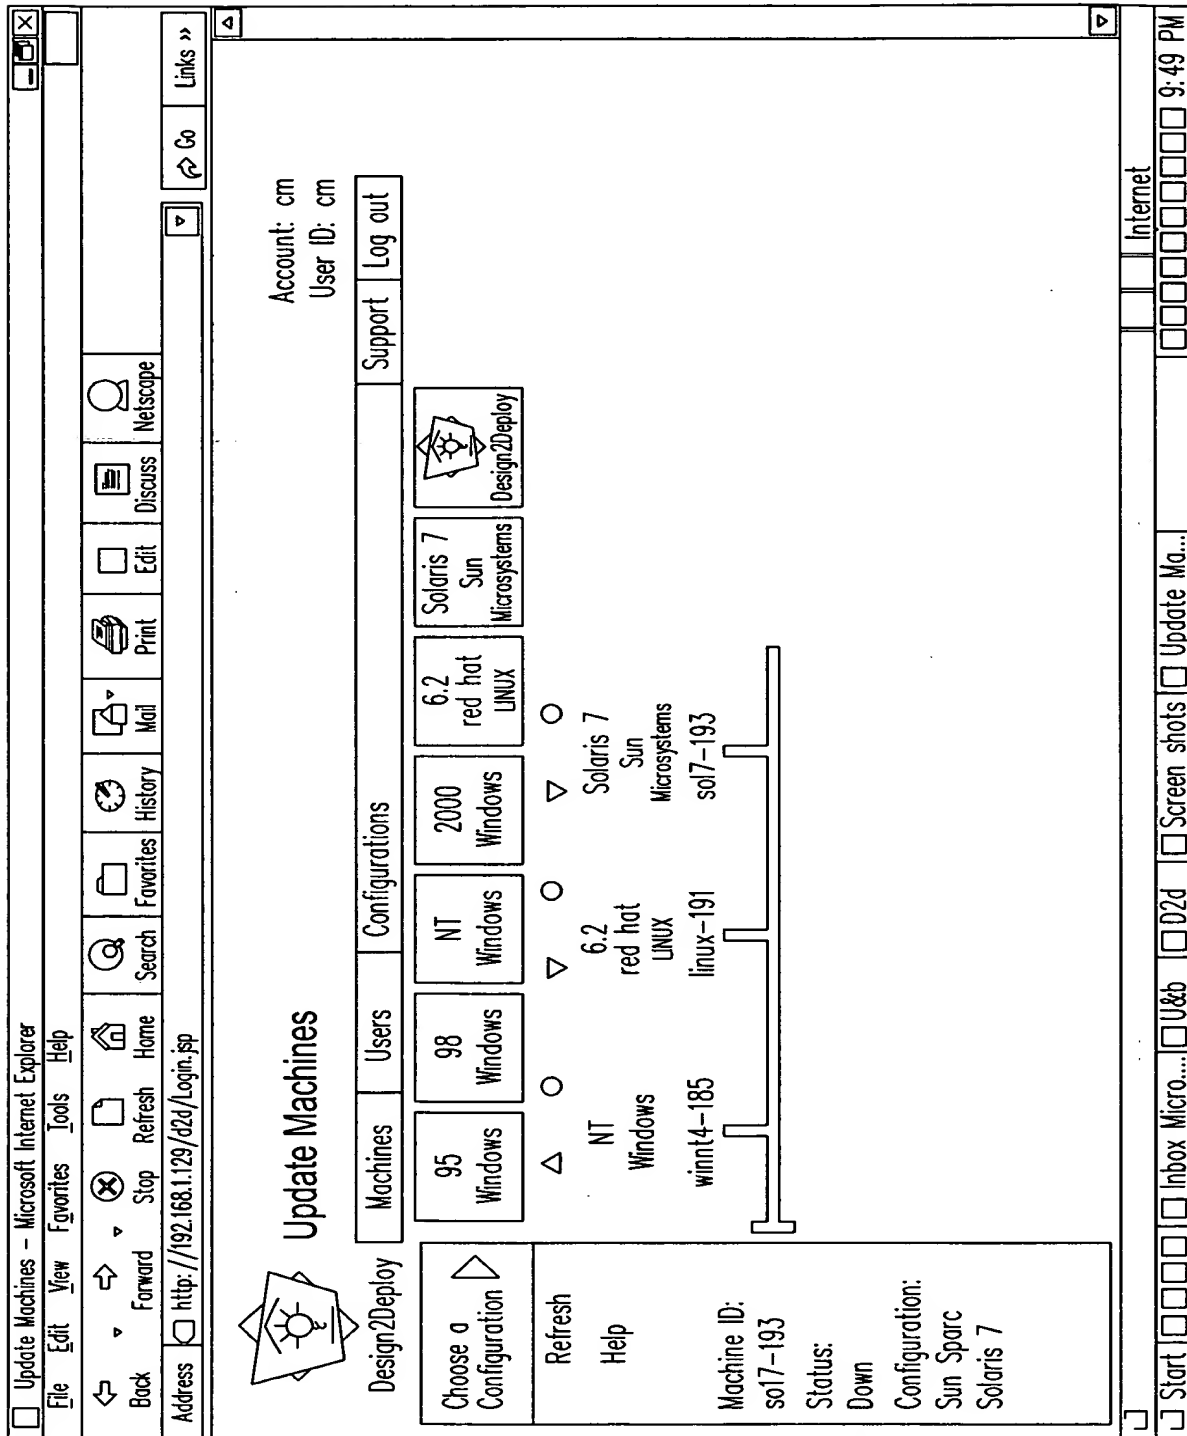 Update Machines – Microsoft Internet Explorer
File Edit View Favorites Tools Help
Back Forward Stop Refresh Home Search Favorites History Mail Print Edit Discuss Netscape
Address http://192.168.1.129/d2d/Login.jsp Go Links »
Design2Deploy
Update Machines
Account: cm
User ID: cm
Machines Users Configurations Support Log out
Choose a
Configuration
95
Windows
98
Windows
NT
Windows
2000
Windows
6.2
red hat
LINUX
Solaris 7
Sun
Microsystems
Design2Deploy
Refresh
Help
NT
Windows
winnt4-185
6.2
red hat
LINUX
linux-191
Solaris 7
Sun
Microsystems
sol7-193
Machine ID:
sol7-193
Status:
Down
Configuration:
Sun Sparc
Solaris 7
Internet
Start Inbox Micro.... U&b D2d Screen shots Update Ma... 9:49 PM